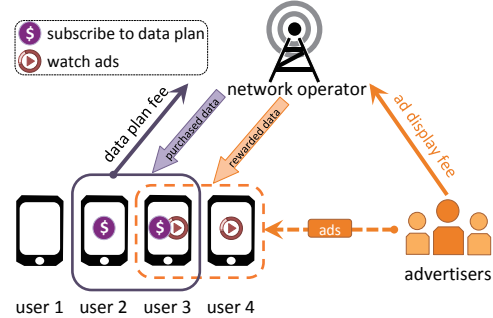 $ subscribe to data plan
watch ads
network operator
data plan fee
purchased data
rewarded data
ad display fee
$
$
ads
advertisers
user 1 user 2 user 3 user 4